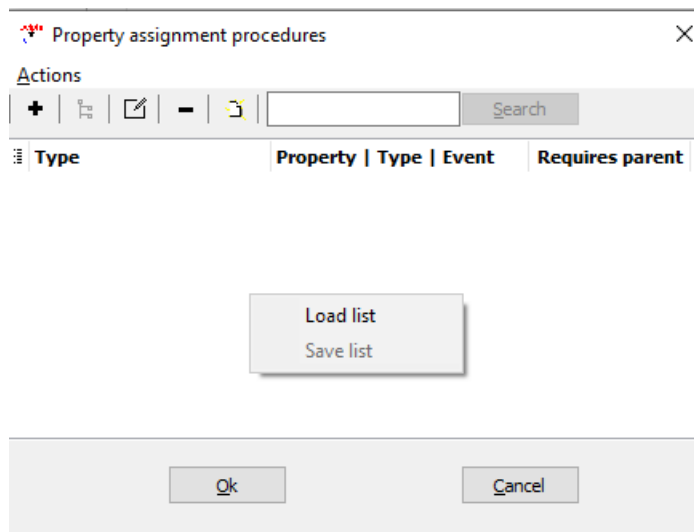 Property assignment procedures
Actions
Search
Type Property | Type | Event Requires parent
Load list
Save list
Ok Cancel